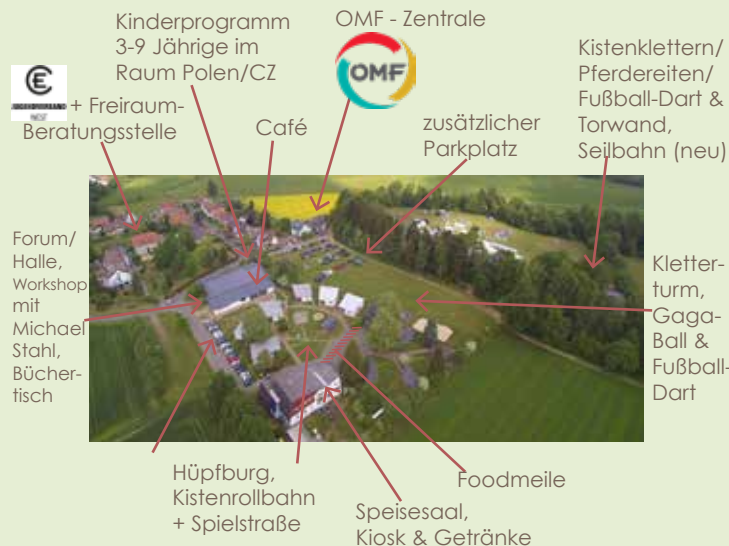 Kinderprogramm
3-9 Jährige im
Raum Polen/CZ
OMF - Zentrale
OMF
Kistenklettern/
Pferdereiten/
Fußball-Dart &
Torwand,
Seilbahn (neu)
EC
+ Freiraum-
Beratungsstelle
Café
zusätzlicher
Parkplatz
Forum/
Halle,
Workshop
mit
Michael
Stahl,
Bücher-
tisch
Kletter-
turm,
Gaga-
Ball &
Fußball-
Dart
Hüpfburg,
Kistenrollbahn
+ Spielstraße
Foodmeile
Speisesaal,
Kiosk & Getränke